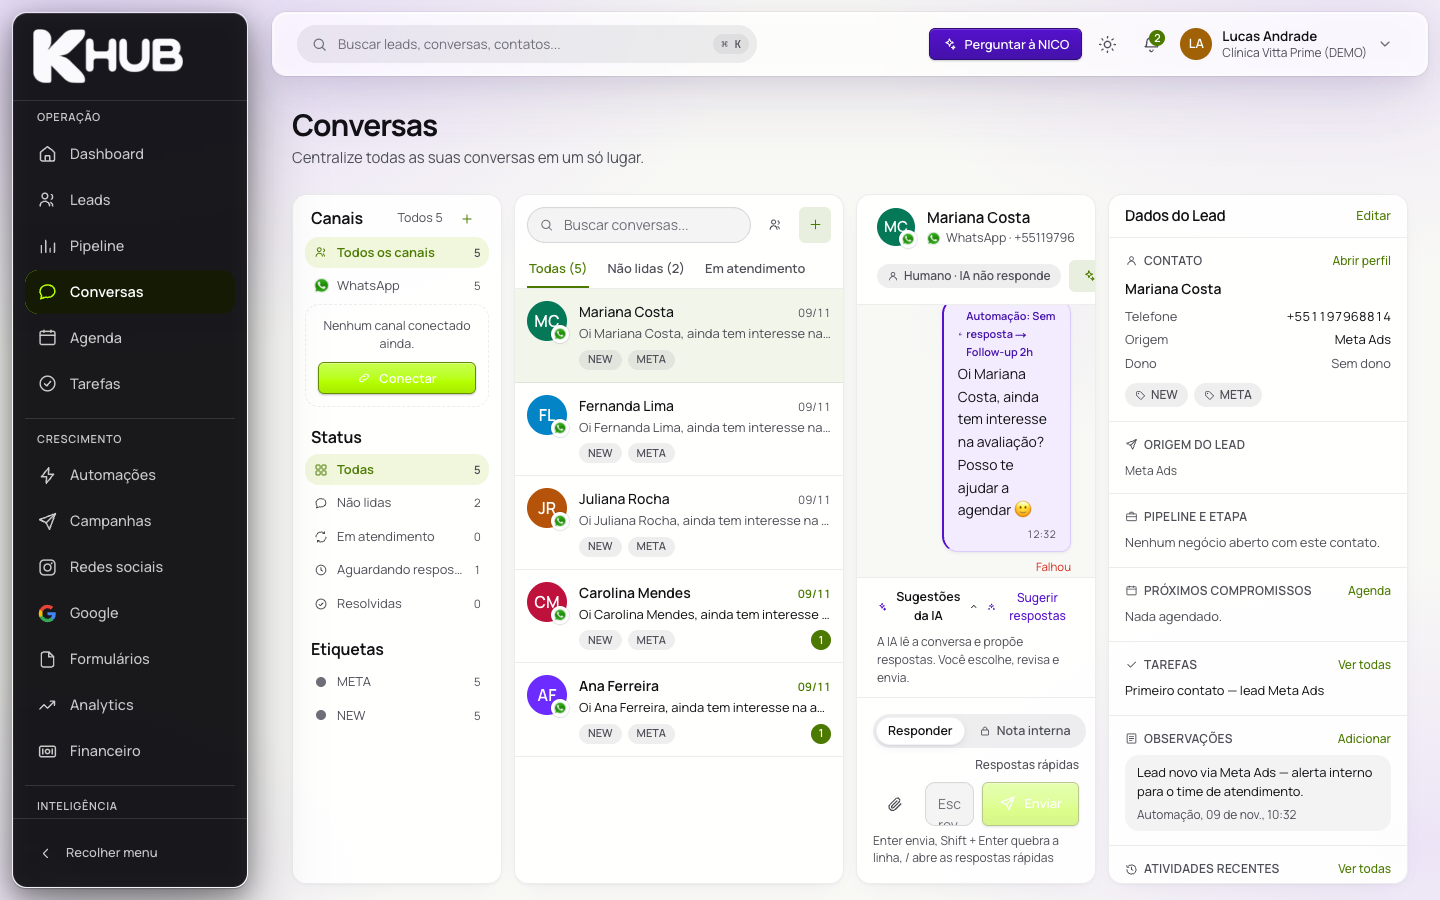 KHUB
OPERAÇÃO
Dashboard
Leads
Pipeline
Conversas
Agenda
Tarefas
CRESCIMENTO
Automações
Campanhas
Redes sociais
Google
Formulários
Analytics
Financeiro
INTELIGÊNCIA
Recolher menu
Buscar leads, conversas, contatos...
⌘ K
Perguntar à NICO
2
LA
Lucas Andrade
Clínica Vitta Prime (DEMO)
Conversas
Centralize todas as suas conversas em um só lugar.
Canais
Todos 5
Todos os canais 5
WhatsApp 5
Nenhum canal conectado
ainda.
Conectar
Status
Todas 5
Não lidas 2
Em atendimento 0
Aguardando respos... 1
Resolvidas 0
Etiquetas
META 5
NEW 5
Buscar conversas...
Todas (5) Não lidas (2) Em atendimento
MC
Mariana Costa 09/11
Oi Mariana Costa, ainda tem interesse na...
NEW META
FL
Fernanda Lima 09/11
Oi Fernanda Lima, ainda tem interesse na...
NEW META
JR
Juliana Rocha 09/11
Oi Juliana Rocha, ainda tem interesse na ...
NEW META
CM
Carolina Mendes 09/11
Oi Carolina Mendes, ainda tem interesse ...
NEW META 1
AF
Ana Ferreira 09/11
Oi Ana Ferreira, ainda tem interesse na a...
NEW META 1
MC
Mariana Costa
WhatsApp · +55119796
Humano · IA não responde
Automação: Sem
resposta →
Follow-up 2h
Oi Mariana
Costa, ainda
tem interesse
na avaliação?
Posso te
ajudar a
agendar 🙂
12:32
Falhou
Sugestões
da IA
Sugerir
respostas
A IA lê a conversa e propõe
respostas. Você escolhe, revisa e
envia.
Responder Nota interna
Respostas rápidas
Esc
rev
Enviar
Enter envia, Shift + Enter quebra a
linha, / abre as respostas rápidas
Dados do Lead Editar
CONTATO Abrir perfil
Mariana Costa
Telefone +551197968814
Origem Meta Ads
Dono Sem dono
NEW META
ORIGEM DO LEAD
Meta Ads
PIPELINE E ETAPA
Nenhum negócio aberto com este contato.
PRÓXIMOS COMPROMISSOS Agenda
Nada agendado.
TAREFAS Ver todas
Primeiro contato — lead Meta Ads
OBSERVAÇÕES Adicionar
Lead novo via Meta Ads — alerta interno
para o time de atendimento.
Automação, 09 de nov., 10:32
ATIVIDADES RECENTES Ver todas